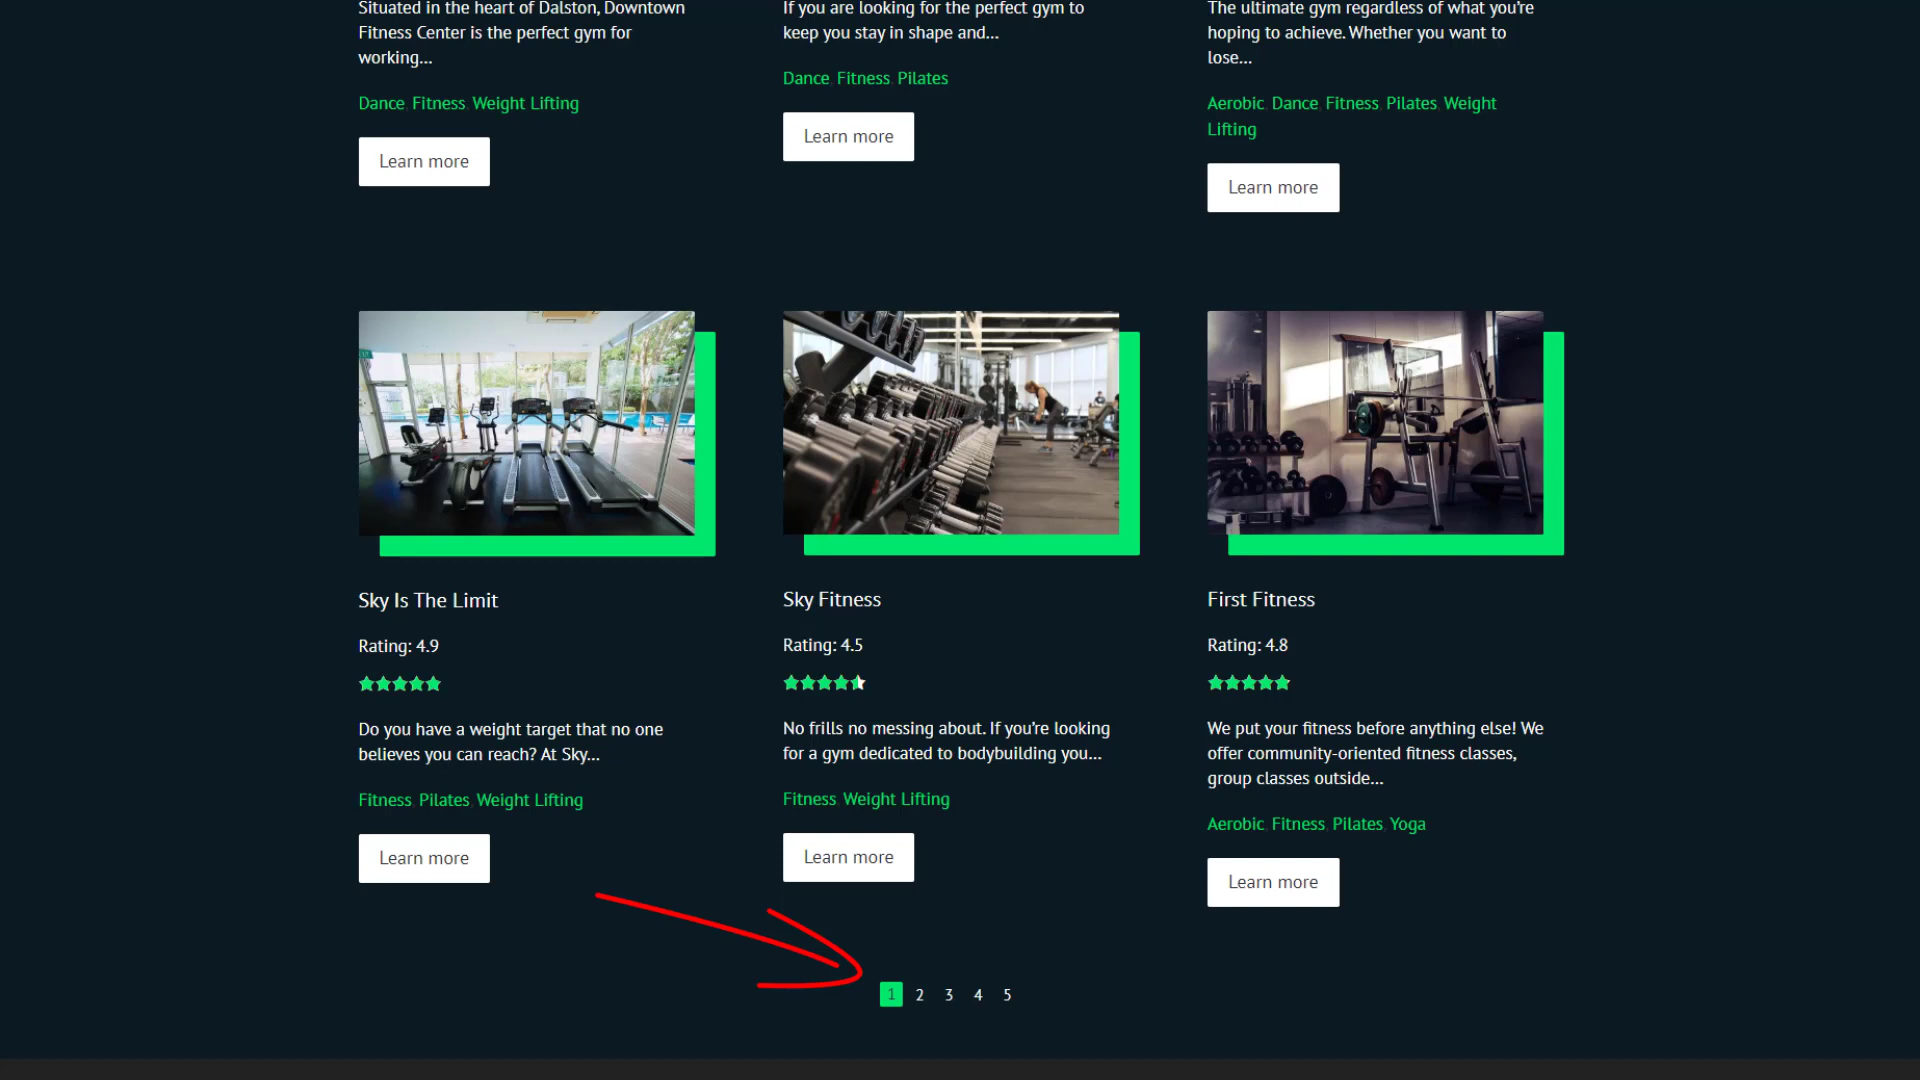 Situated in the heart of Dalston, Downtown
Fitness Center is the perfect gym for
working...
Dance Fitness Weight Lifting
Learn more
If you are looking for the perfect gym to
keep you stay in shape and...
Dance Fitness Pilates
Learn more
The ultimate gym regardless of what you're
hoping to achieve. Whether you want to
lose...
Aerobic Dance Fitness Pilates Weight
Lifting
Learn more
Sky Is The Limit
Rating: 4.9
Do you have a weight target that no one
believes you can reach? At Sky...
Fitness Pilates Weight Lifting
Learn more
Sky Fitness
Rating: 4.5
No frills no messing about. If you're looking
for a gym dedicated to bodybuilding you...
Fitness Weight Lifting
Learn more
First Fitness
Rating: 4.8
We put your fitness before anything else! We
offer community-oriented fitness classes,
group classes outside...
Aerobic Fitness Pilates Yoga
Learn more
1 2 3 4 5